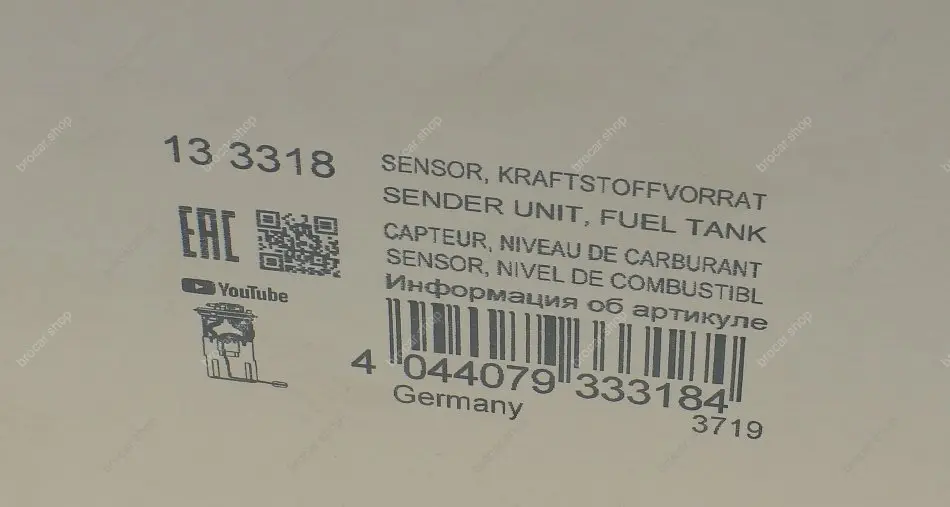 13 3318
SENSOR, KRAFTSTOFFVORRAT
SENDER UNIT, FUEL TANK
CAPTEUR, NIVEAU DE CARBURANT
SENSOR, NIVEL DE COMBUSTIBL
Информация об артикуле
EAC
YouTube
4 044079 333184
Germany
3719
brocar.shop